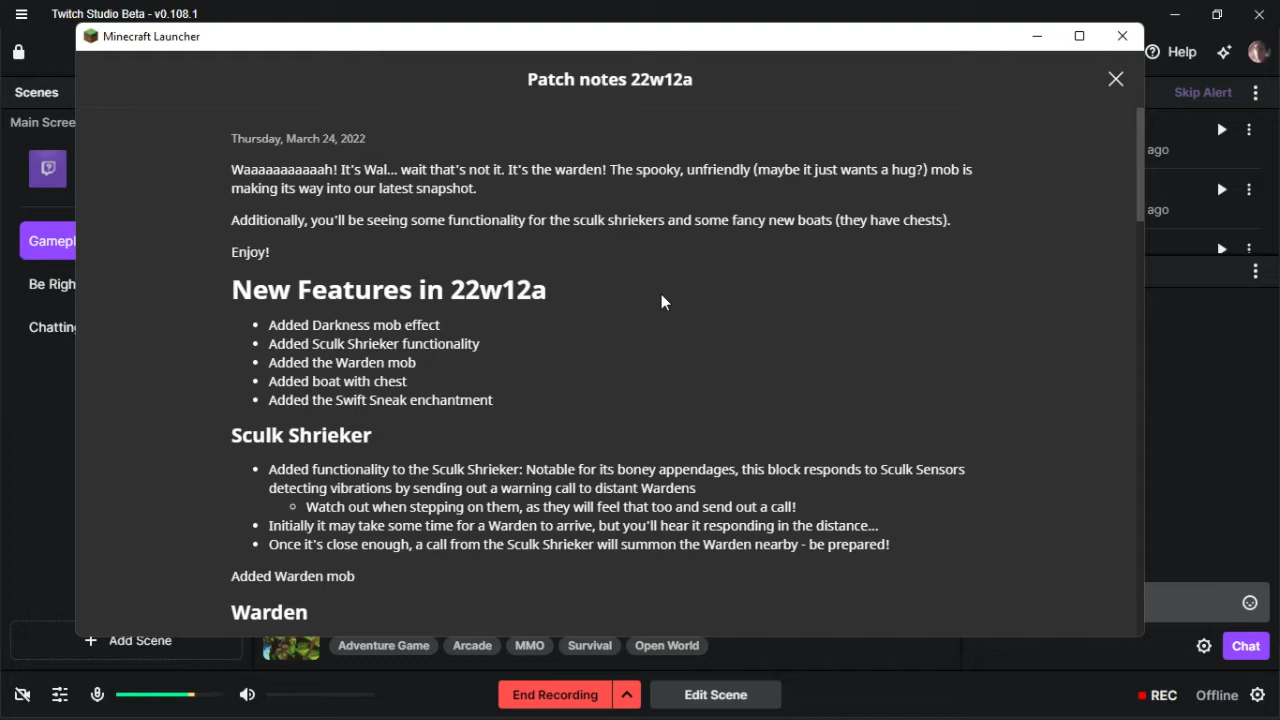 Twitch Studio Beta - v0.108.1
Minecraft Launcher
Help
Patch notes 22w12a
Scenes
Skip Alert
Main Scree
Thursday, March 24, 2022
ago
Waaaaaaaaaaah! It's Wal... wait that's not it. It's the warden! The spooky, unfriendly (maybe it just wants a hug?) mob is
making its way into our latest snapshot.
ago
Additionally, you'll be seeing some functionality for the sculk shriekers and some fancy new boats (they have chests).
Gamepl
Enjoy!
Be Righ
New Features in 22w12a
Chatting
Added Darkness mob effect
Added Sculk Shrieker functionality
Added the Warden mob
Added boat with chest
Added the Swift Sneak enchantment
Sculk Shrieker
Added functionality to the Sculk Shrieker: Notable for its boney appendages, this block responds to Sculk Sensors
detecting vibrations by sending out a warning call to distant Wardens
Watch out when stepping on them, as they will feel that too and send out a call!
Initially it may take some time for a Warden to arrive, but you'll hear it responding in the distance...
Once it's close enough, a call from the Sculk Shrieker will summon the Warden nearby - be prepared!
Added Warden mob
Warden
Add Scene
Adventure Game Arcade MMO Survival Open World
Chat
End Recording
Edit Scene
REC
Offline